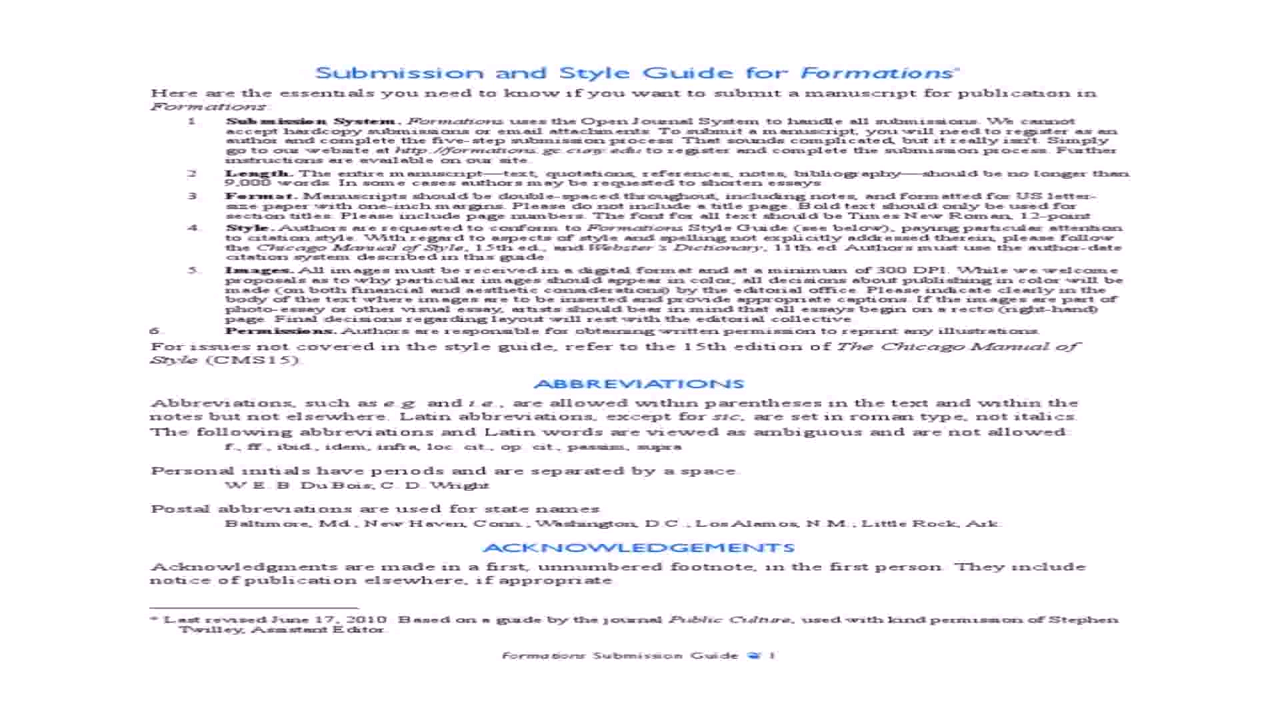 Submission and Style Guide for Formations*
Here are the essentials you need to know if you want to submit a manuscript for publication in
Formations.
1. Submission System. Formations uses the Open Journal System to handle all submissions. We cannot
accept hardcopy submissions or email attachments. To submit a manuscript, you will need to register as an
author and complete the five-step submission process. That sounds complicated, but it really isn't. Simply
go to our website at http://formations.gc.cuny.edu to register and complete the submission process. Further
instructions are available on our site.
2. Length. The entire manuscript—text, quotations, references, notes, bibliography—should be no longer than
9,000 words. In some cases authors may be requested to shorten essays.
3. Format. Manuscripts should be double-spaced throughout, including notes, and formatted for US letter-
size paper with one-inch margins. Please do not include a title page. Bold text should only be used for
section titles. Please include page numbers. The font for all text should be Times New Roman, 12-point.
4. Style. Authors are requested to conform to Formations Style Guide (see below), paying particular attention
to citation style. With regard to aspects of style and spelling not explicitly addressed therein, please follow
the Chicago Manual of Style, 15th ed., and Webster's Dictionary, 11th ed. Authors must use the author-date
citation system described in this guide.
5. Images. All images must be received in a digital format and at a minimum of 300 DPI. While we welcome
proposals as to why particular images should appear in color, all decisions about publishing in color will be
made (on both financial and aesthetic considerations) by the editorial office. Please indicate clearly in the
body of the text where images are to be inserted and provide appropriate captions. If the images are part of
photo-essay or other visual essay, artists should bear in mind that all essays begin on a recto (right-hand)
page. Final decisions regarding layout will rest with the editorial collective.
6. Permissions. Authors are responsible for obtaining written permission to reprint any illustrations.
For issues not covered in the style guide, refer to the 15th edition of The Chicago Manual of
Style (CMS15).
ABBREVIATIONS
Abbreviations, such as e.g. and i.e., are allowed within parentheses in the text and within the
notes but not elsewhere. Latin abbreviations, except for sic, are set in roman type, not italics.
The following abbreviations and Latin words are viewed as ambiguous and are not allowed:
f., ff., ibid., idem, infra, loc. cit., op. cit., passim, supra
Personal initials have periods and are separated by a space.
W. E. B. Du Bois, C. D. Wright
Postal abbreviations are used for state names.
Baltimore, Md., New Haven, Conn., Washington, D.C., Los Alamos, N.M., Little Rock, Ark.
ACKNOWLEDGEMENTS
Acknowledgments are made in a first, unnumbered footnote, in the first person. They include
notice of publication elsewhere, if appropriate.
* Last revised June 17, 2010. Based on a guide by the journal Public Culture, used with kind permission of Stephen
Twilley, Assistant Editor.
Formations Submission Guide 1